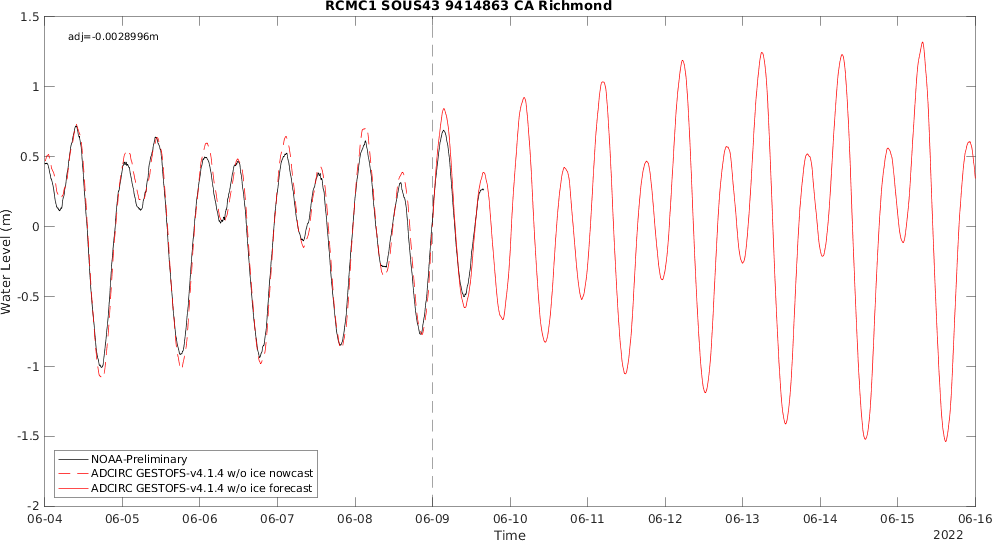 RCMC1 SOUS43 9414863 CA Richmond
adj=-0.0028996m
Water Level (m)
1.5
1
0.5
0
-0.5
-1
-1.5
-2
NOAA-Preliminary
ADCIRC GESTOFS-v4.1.4 w/o ice nowcast
ADCIRC GESTOFS-v4.1.4 w/o ice forecast
06-04 06-05 06-06 06-07 06-08 06-09 06-10 06-11 06-12 06-13 06-14 06-15 06-16
Time
2022